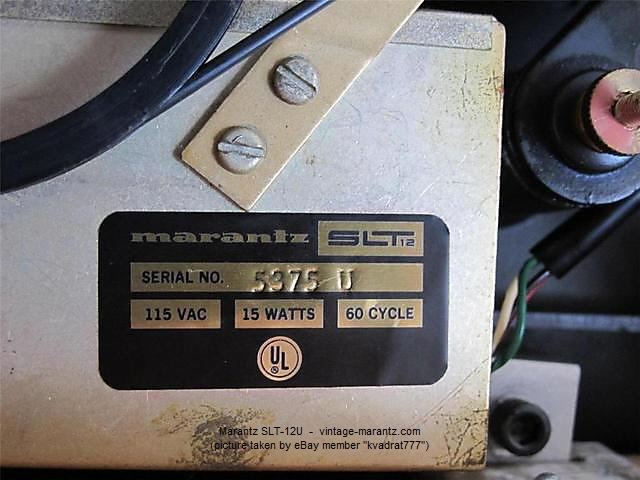 marantz SLT12
SERIAL NO. 5375 U
115 VAC 15 WATTS 60 CYCLE
UL
Marantz SLT-12U - vintage-marantz.com
(picture taken by eBay member "kvadrat777")